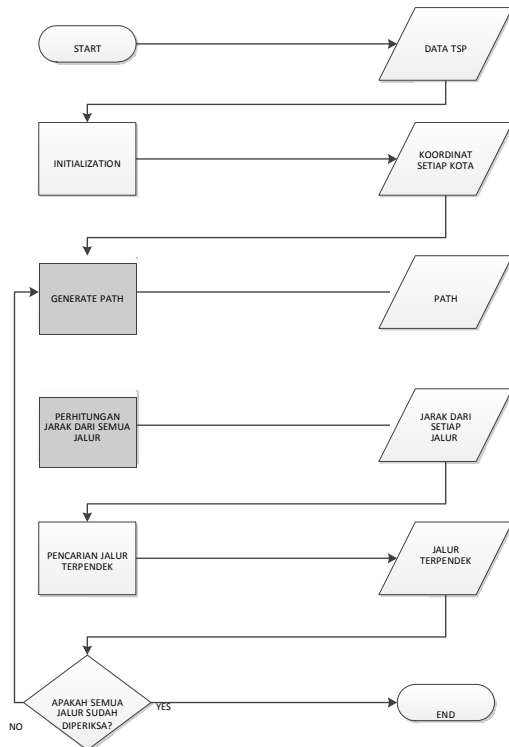 START
DATA TSP
INITIALIZATION
KOORDINAT
SETIAP KOTA
GENERATE PATH
PATH
PERHITUNGAN
JARAK DARI SEMUA
JALUR
JARAK DARI
SETIAP
JALUR
PENCARIAN JALUR
TERPENDEK
JALUR
TERPENDEK
APAKAH SEMUA
JALUR SUDAH
DIPERIKSA?
YES
NO
END